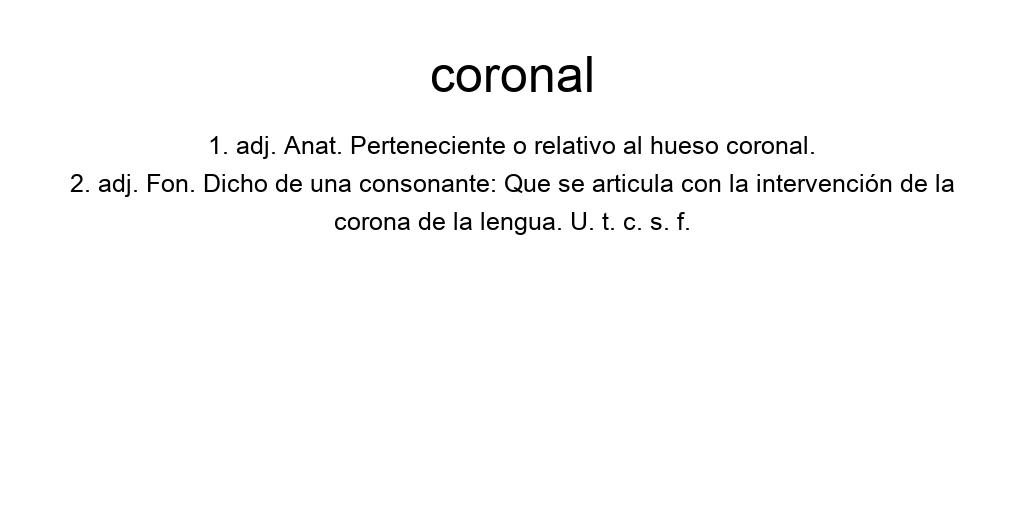 coronal
1. adj. Anat. Perteneciente o relativo al hueso coronal.
2. adj. Fon. Dicho de una consonante: Que se articula con la intervención de la
corona de la lengua. U. t. c. s. f.